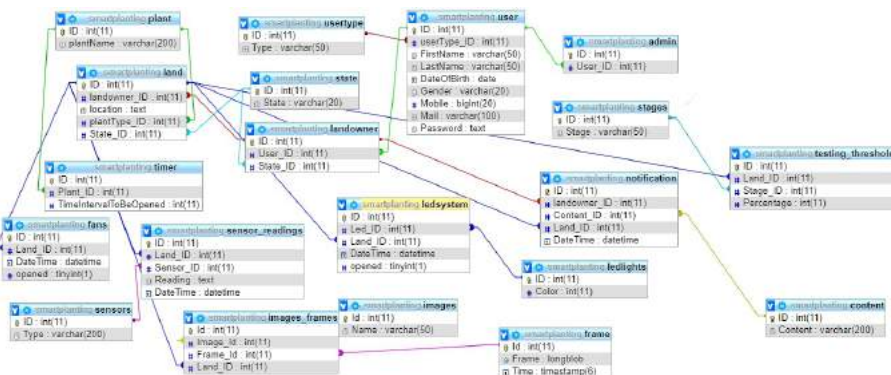 smartplanting plant
ID : int(11)
plantName : varchar(200)
smartplanting land
ID : int(11)
landowner_ID : int(11)
location : text
plantType_ID : int(11)
State_ID : int(11)
smartplanting timer
ID : int(11)
Plant_ID : int(11)
TimeIntervalToBeOpened : int(11)
smartplanting fans
ID : int(11)
Land_ID : int(11)
DateTime : datetime
opened : tinyint(1)
smartplanting sensors
ID : int(11)
Type : varchar(200)
smartplanting sensor_readings
ID : int(11)
Land_ID : int(11)
Sensor_ID : int(11)
Reading : text
DateTime : datetime
smartplanting images_frames
Id : int(11)
Image_Id : int(11)
Frame_Id : int(11)
Land_ID : int(11)
smartplanting usertype
ID : int(11)
Type : varchar(50)
smartplanting state
ID : int(11)
State : varchar(20)
smartplanting landowner
ID : int(11)
User_ID : int(11)
State_ID : int(11)
smartplanting ledsystem
ID : int(11)
Led_ID : int(11)
Land_ID : int(11)
DateTime : datetime
opened : tinyint(1)
smartplanting images
Id : int(11)
Name : varchar(50)
smartplanting user
ID : int(11)
userType_ID : int(11)
FirstName : varchar(50)
LastName : varchar(50)
DateOfBirth : date
Gender : varchar(20)
Mobile : bigint(20)
Mail : varchar(100)
Password : text
smartplanting admin
ID : int(11)
User_ID : int(11)
smartplanting stages
ID : int(11)
Stage : varchar(50)
smartplanting notification
ID : int(11)
landowner_ID : int(11)
Content_ID : int(11)
Land_ID : int(11)
DateTime : datetime
smartplanting ledlights
ID : int(11)
Color : int(11)
smartplanting frame
Id : int(11)
Frame : longblob
Time : timestamp(6)
smartplanting testing_threshold
ID : int(11)
Land_ID : int(11)
Stage_ID : int(11)
Percentage : int(11)
smartplanting content
ID : int(11)
Content : varchar(200)